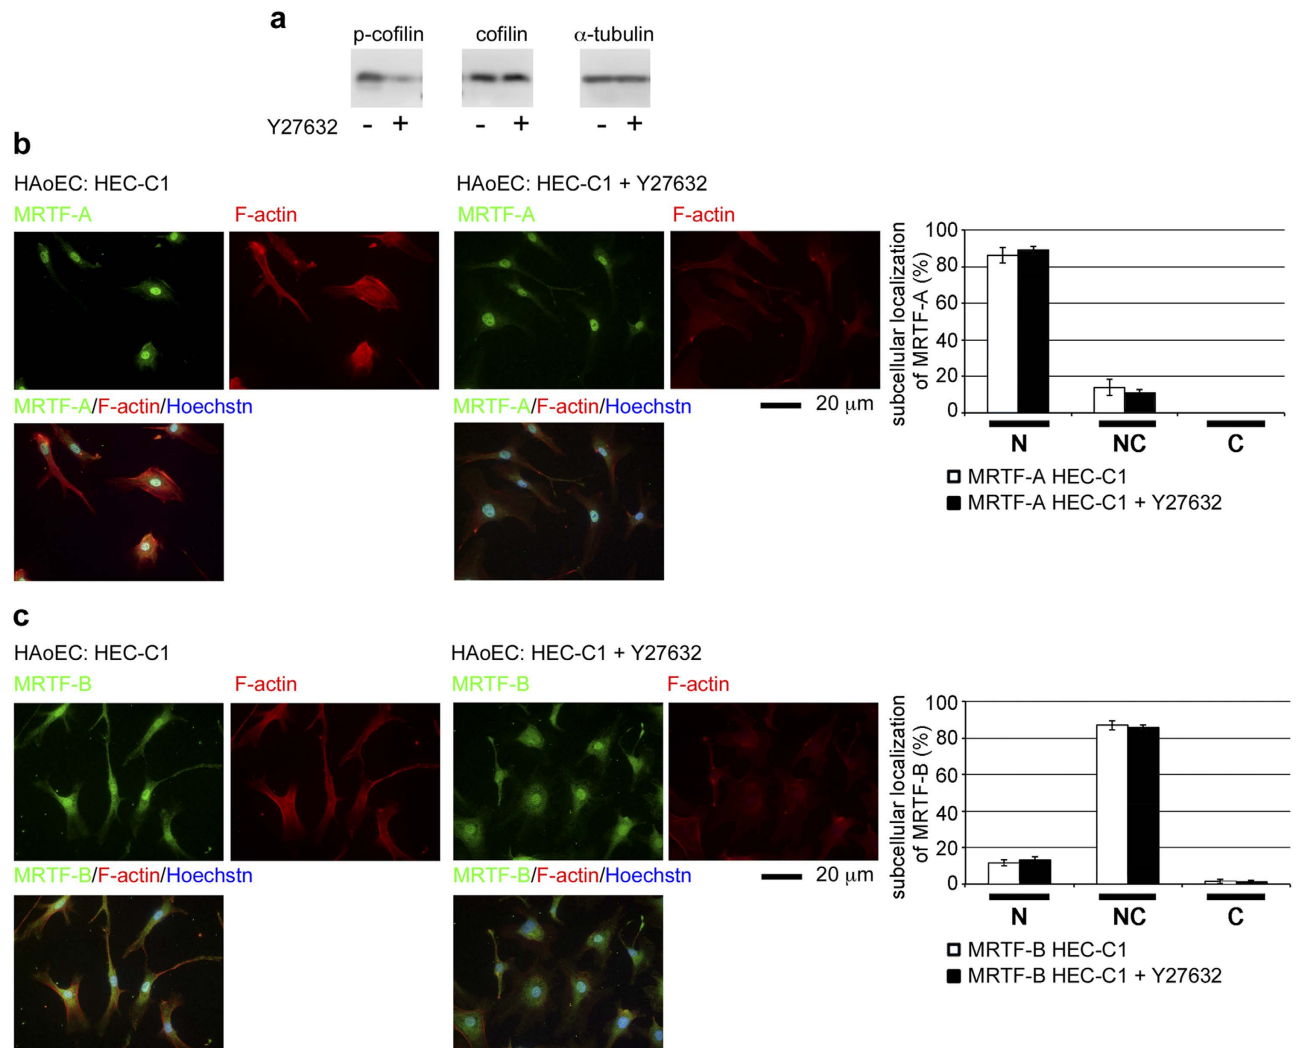 a
p-cofilin cofilin α-tubulin
Y27632 - + - + - +
b
HAoEC: HEC-C1 HAoEC: HEC-C1 + Y27632
MRTF-A F-actin MRTF-A F-actin
MRTF-A/F-actin/Hoechstn MRTF-A/F-actin/Hoechstn 20 μm
subcellular localization
of MRTF-A (%)
100
80
60
40
20
0
N NC C
MRTF-A HEC-C1
MRTF-A HEC-C1 + Y27632
c
HAoEC: HEC-C1 HAoEC: HEC-C1 + Y27632
MRTF-B F-actin MRTF-B F-actin
MRTF-B/F-actin/Hoechstn MRTF-B/F-actin/Hoechstn 20 μm
subcellular localization
of MRTF-B (%)
100
80
60
40
20
0
N NC C
MRTF-B HEC-C1
MRTF-B HEC-C1 + Y27632